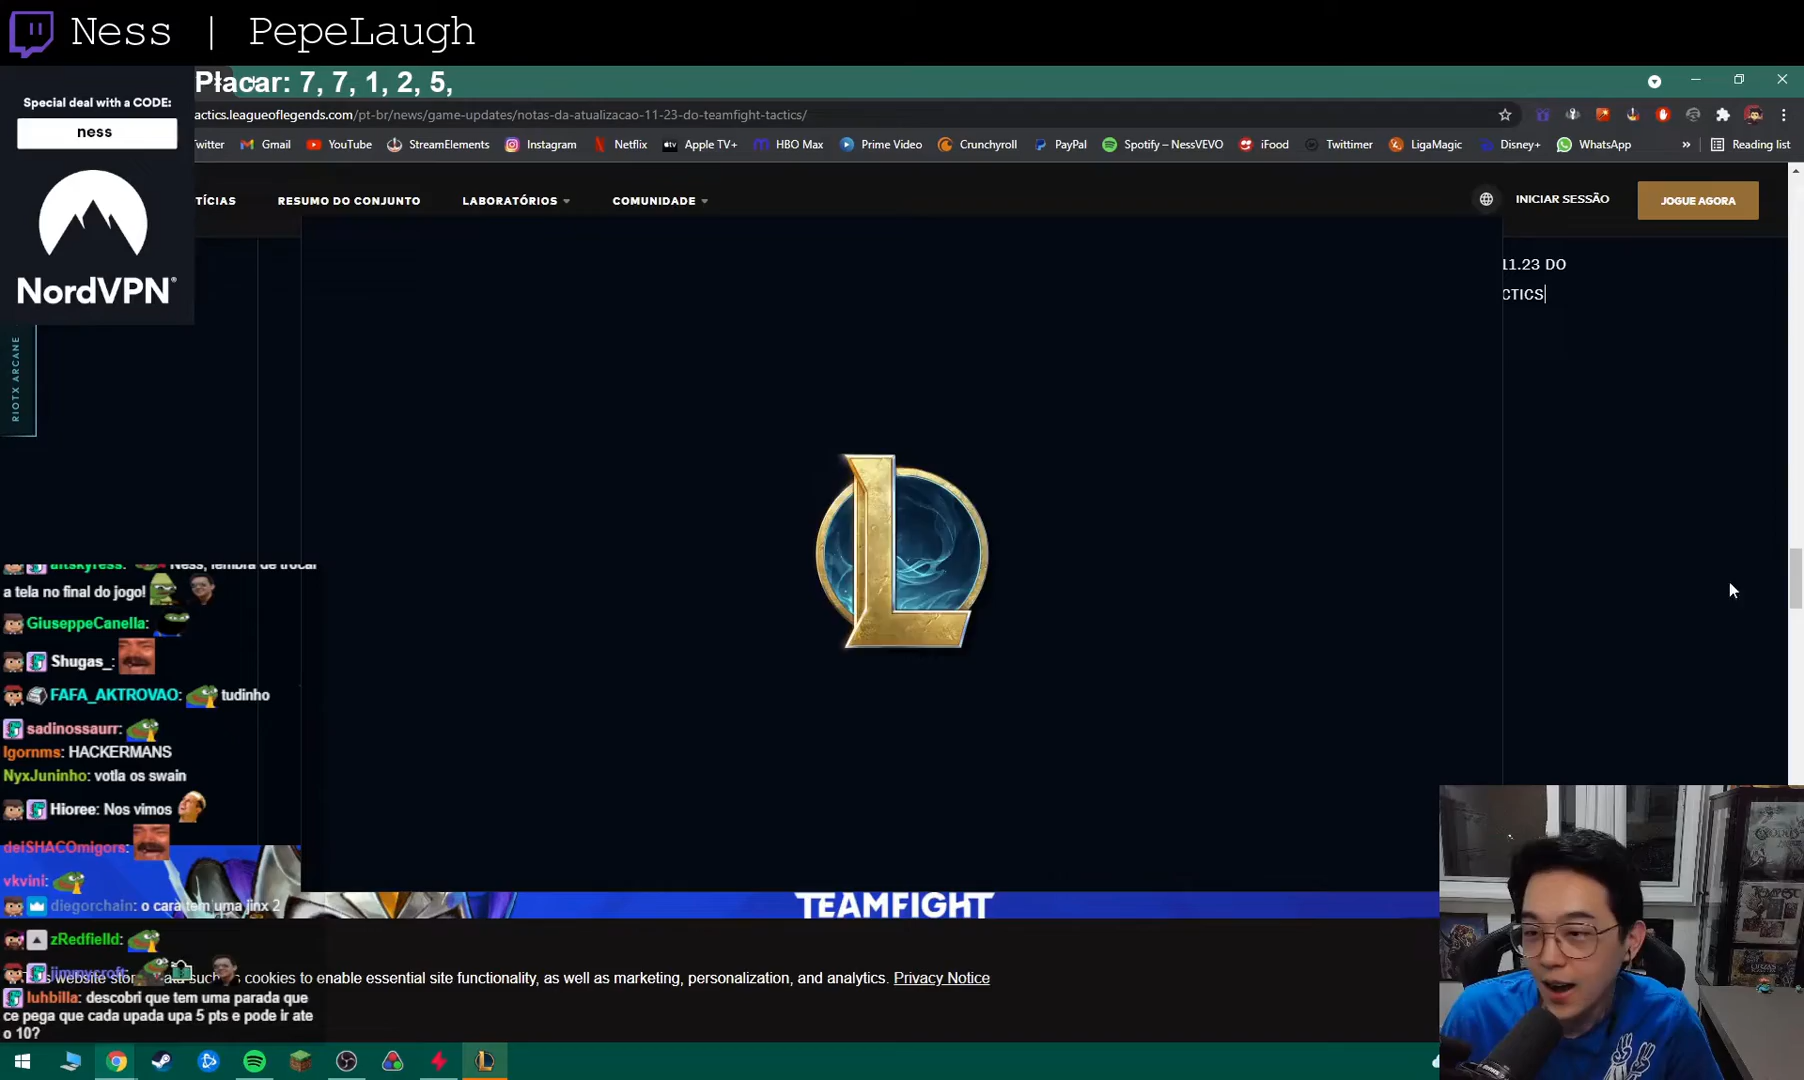 Ness | PepeLaugh
Placar: 7, 7, 1, 2, 5,
Special deal with a CODE:
ness
NordVPN®
actics.leagueoflegends.com/pt-br/news/game-updates/notas-da-atualizacao-11-23-do-teamfight-tactics/
witter Gmail YouTube StreamElements Instagram Netflix Apple TV+ HBO Max Prime Video Crunchyroll PayPal Spotify – NessVEVO iFood Twittimer LigaMagic Disney+ WhatsApp » Reading list
TÍCIAS RESUMO DO CONJUNTO LABORATÓRIOS COMUNIDADE INICIAR SESSÃO JOGUE AGORA
11.23 DO
CTICS
RIOTX ARCANE
Ness, lembra de trocar
a tela no final do jogo!
GiuseppeCanella:
Shugas_:
FAFA_AKTROVAO: tudinho
sadinossaurr:
Igornms: HACKERMANS
NyxJuninho: votla os swain
Hioree: Nos vimos
deiSHACOmigors:
vkvini:
diegorchain: o cara tem uma jinx 2
TEAMFIGHT
zRedfielld:
jimmycroft:
cookies to enable essential site functionality, as well as marketing, personalization, and analytics. Privacy Notice
luhbilla: descobri que tem uma parada que
ce pega que cada upada upa 5 pts e pode ir ate
o 10?